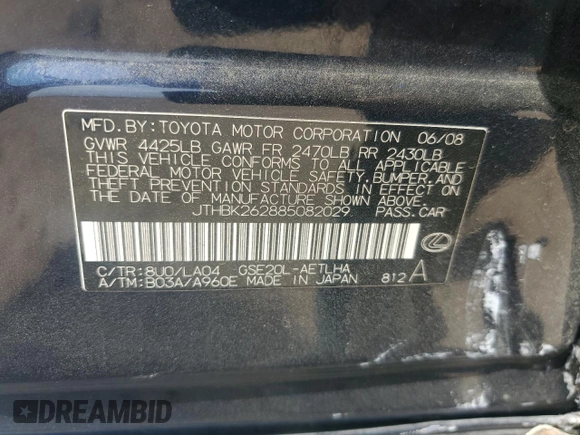 MFD. BY: TOYOTA MOTOR CORPORATION 06/08
GVWR 4425LB GAWR FR 2470LB RR 2430LB
THIS VEHICLE CONFORMS TO ALL APPLICABLE
FEDERAL MOTOR VEHICLE SAFETY, BUMPER, AND
THEFT PREVENTION STANDARDS IN EFFECT ON
THE DATE OF MANUFACTURE SHOWN ABOVE.
JTHBK262885082029 PASS. CAR
C/TR: 8U0/LA04 GSE20L-AETLHA
A/TM: B03A/A960E MADE IN JAPAN 812 A
DREAMBID